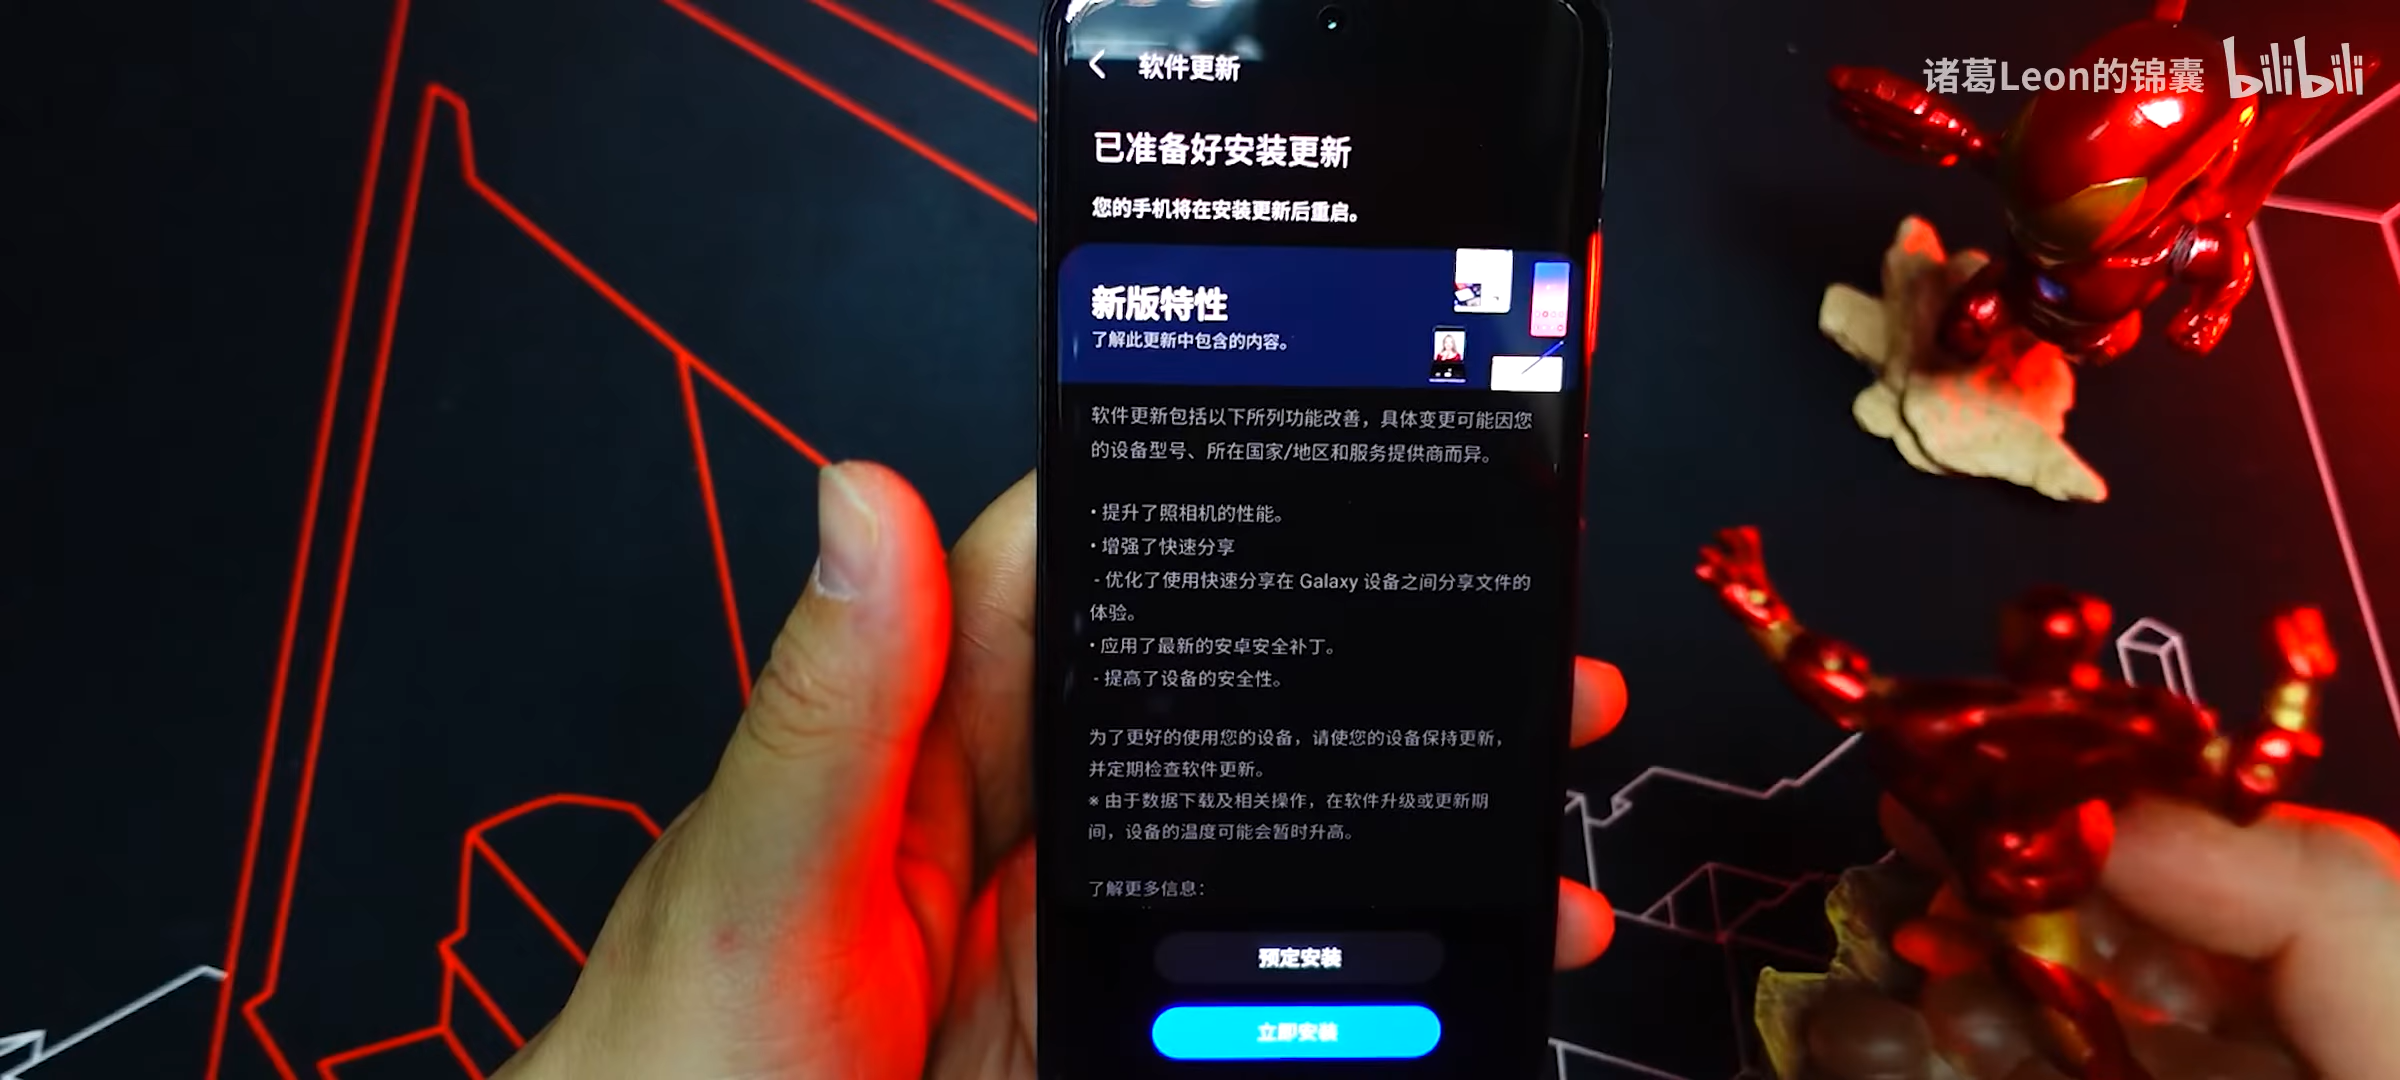 诸葛Leon的锦囊 bilibili
软件更新
已准备好安装更新
您的手机将在安装更新后重启。
新版特性
了解此更新中包含的内容。
软件更新包括以下所列功能改善，具体变更可能因您
的设备型号、所在国家/地区和服务提供商而异。
• 提升了照相机的性能。
• 增强了快速分享
- 优化了使用快速分享在 Galaxy 设备之间分享文件的
体验。
• 应用了最新的安卓安全补丁。
- 提高了设备的安全性。
为了更好的使用您的设备，请使您的设备保持更新，
并定期检查软件更新。
※ 由于数据下载及相关操作，在软件升级或更新期
间，设备的温度可能会暂时升高。
了解更多信息：
预定安装
立即安装